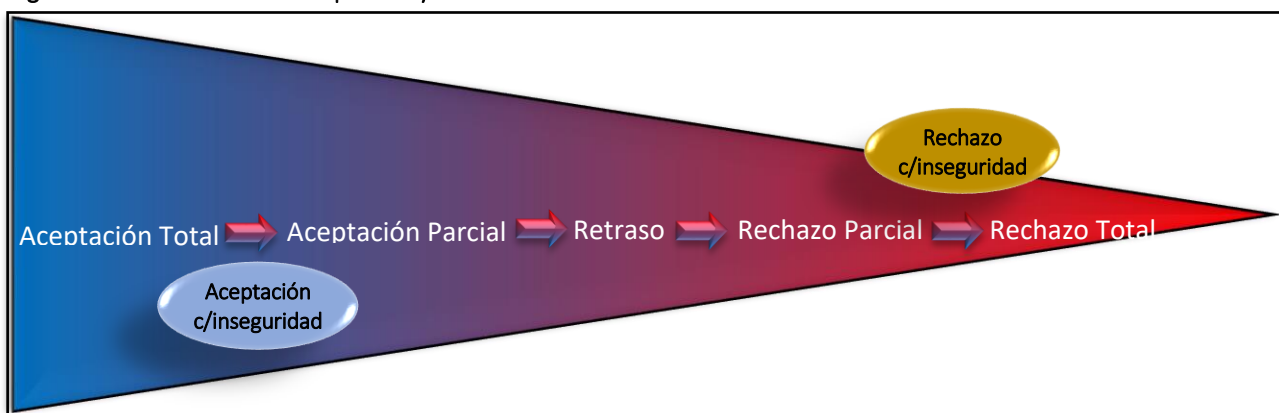 Rechazo
c/inseguridad
Aceptación Total
Aceptación Parcial
Retraso
Rechazo Parcial
Rechazo Total
Aceptación
c/inseguridad